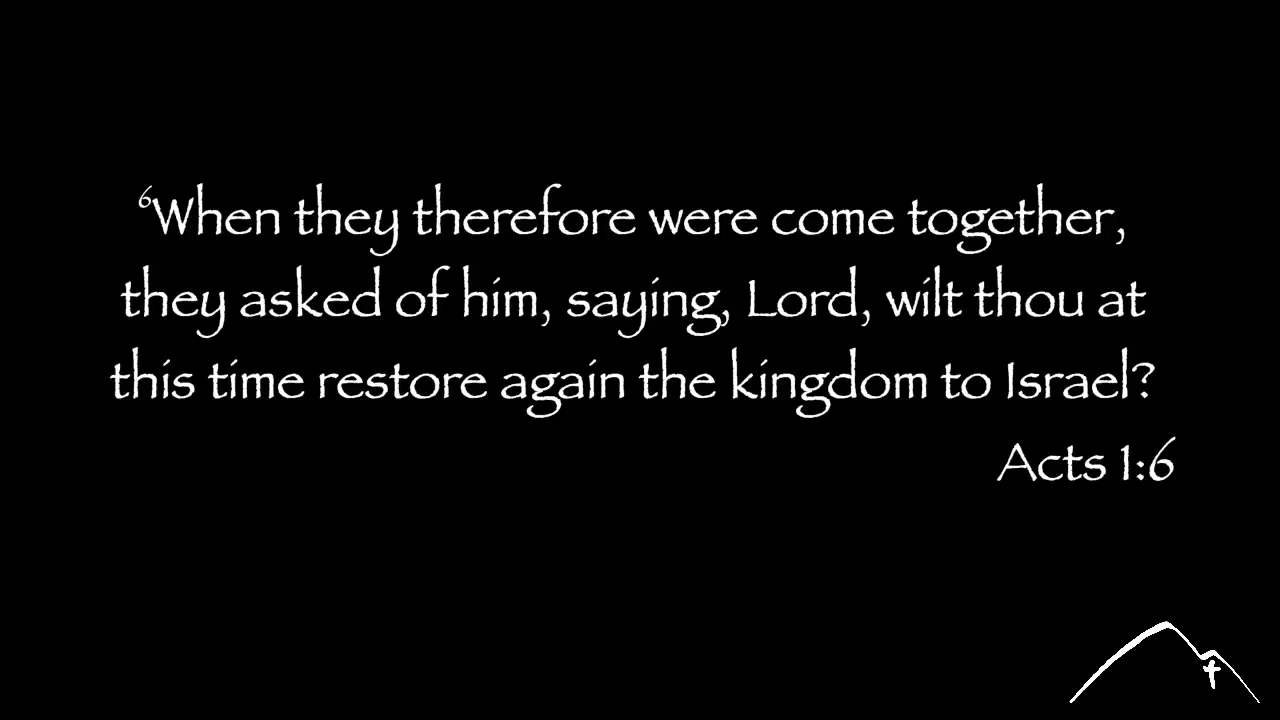 ⁶When they therefore were come together,
they asked of him, saying, Lord, wilt thou at
this time restore again the kingdom to Israel?
Acts 1:6